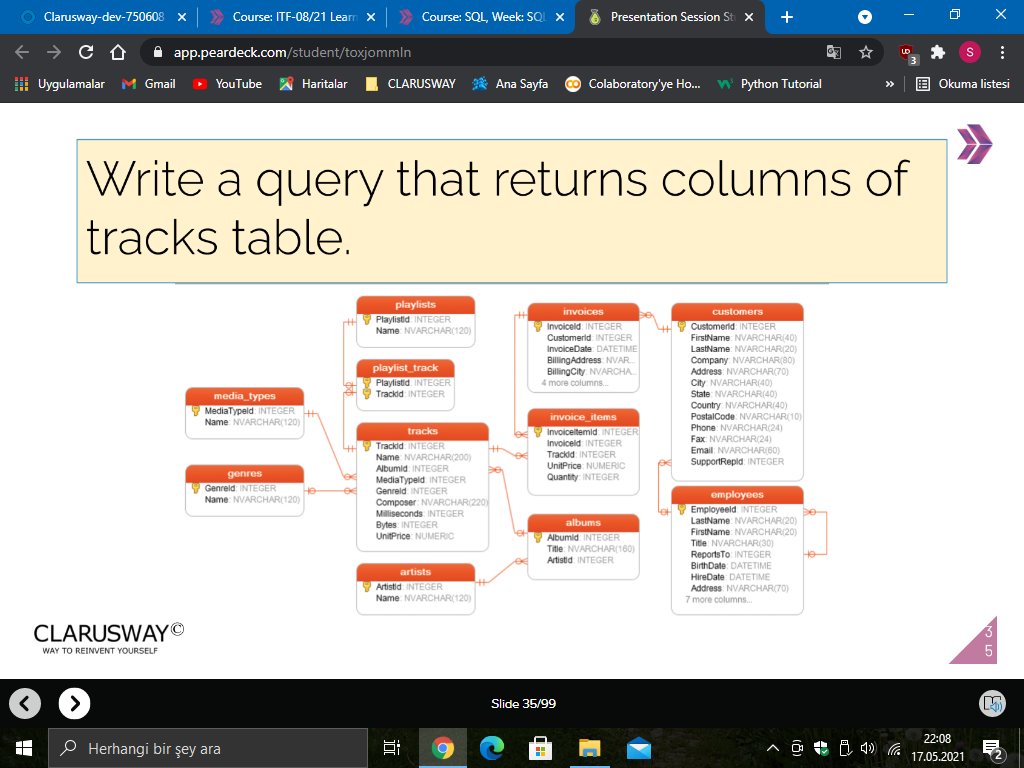 Clarusway-dev-750608
Course: ITF-08/21 Learn
Course: SQL, Week: SQL
Presentation Session St
app.peardeck.com/student/toxjommln
UD
3
S
Uygulamalar
Gmail
YouTube
Haritalar
CLARUSWAY
Ana Sayfa
Colaboratory'ye Ho...
Python Tutorial
»
Okuma listesi
Write a query that returns columns of
tracks table.
playlists
PlaylistId: INTEGER
Name: NVARCHAR(120)
playlist_track
PlaylistId: INTEGER
TrackId: INTEGER
media_types
MediaTypeId: INTEGER
Name: NVARCHAR(120)
genres
GenreId: INTEGER
Name: NVARCHAR(120)
tracks
TrackId: INTEGER
Name: NVARCHAR(200)
AlbumId: INTEGER
MediaTypeId: INTEGER
GenreId: INTEGER
Composer: NVARCHAR(220)
Milliseconds: INTEGER
Bytes: INTEGER
UnitPrice: NUMERIC
artists
ArtistId: INTEGER
Name: NVARCHAR(120)
invoices
InvoiceId: INTEGER
CustomerId: INTEGER
InvoiceDate: DATETIME
BillingAddress: NVAR...
BillingCity: NVARCHA...
4 more columns...
invoice_items
InvoiceItemId: INTEGER
InvoiceId: INTEGER
TrackId: INTEGER
UnitPrice: NUMERIC
Quantity: INTEGER
albums
AlbumId: INTEGER
Title: NVARCHAR(160)
ArtistId: INTEGER
customers
CustomerId: INTEGER
FirstName: NVARCHAR(40)
LastName: NVARCHAR(20)
Company: NVARCHAR(80)
Address: NVARCHAR(70)
City: NVARCHAR(40)
State: NVARCHAR(40)
Country: NVARCHAR(40)
PostalCode: NVARCHAR(10)
Phone: NVARCHAR(24)
Fax: NVARCHAR(24)
Email: NVARCHAR(60)
SupportRepId: INTEGER
employees
EmployeeId: INTEGER
LastName: NVARCHAR(20)
FirstName: NVARCHAR(20)
Title: NVARCHAR(30)
ReportsTo: INTEGER
BirthDate: DATETIME
HireDate: DATETIME
Address: NVARCHAR(70)
7 more columns...
CLARUSWAY©
WAY TO REINVENT YOURSELF
3
5
Slide 35/99
Herhangi bir şey ara
22:08
17.05.2021
2